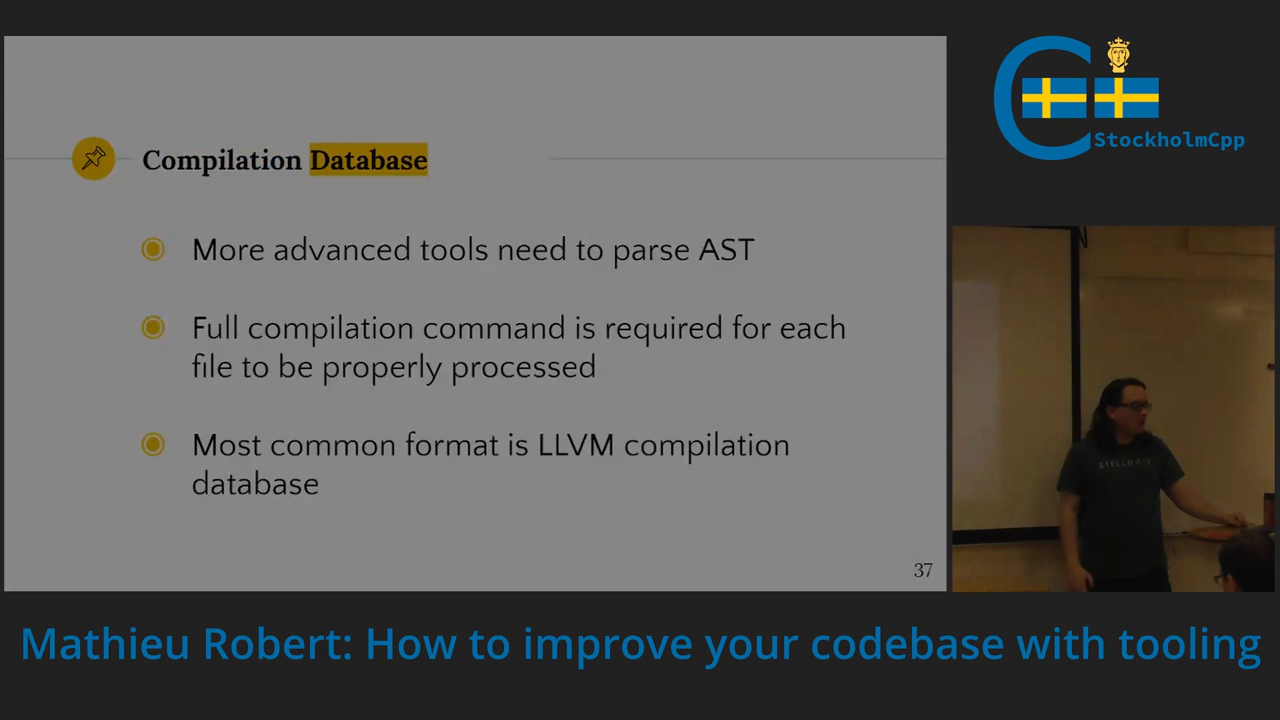 Compilation Database
More advanced tools need to parse AST
Full compilation command is required for each
file to be properly processed
Most common format is LLVM compilation
database
37
StockholmCpp
STELLARIS
Mathieu Robert: How to improve your codebase with tooling